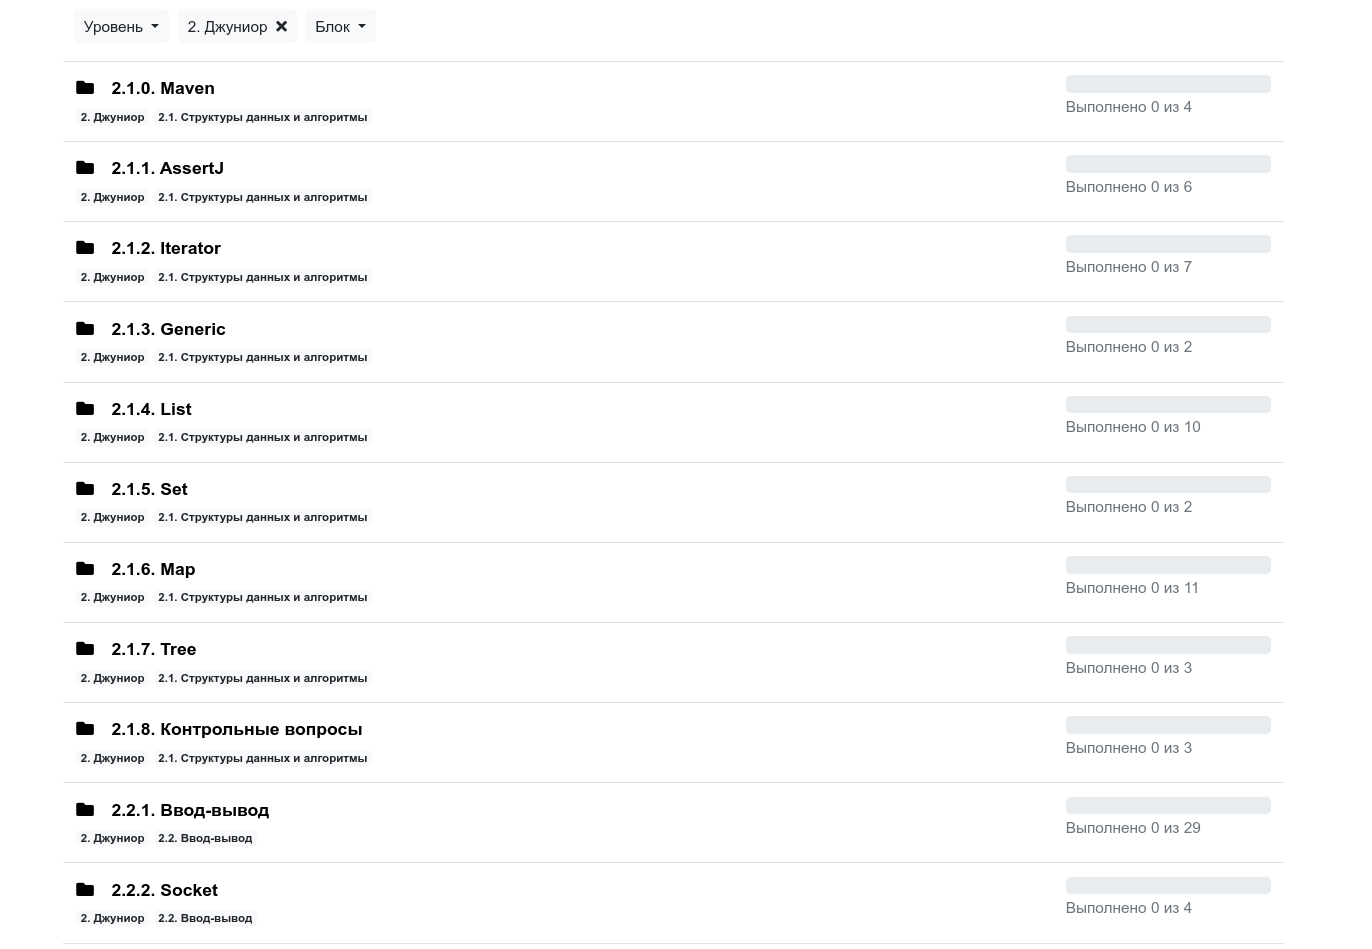 Уровень 2. Джуниор Блок
2.1.0. Maven
Выполнено 0 из 4
2. Джуниор 2.1. Структуры данных и алгоритмы
2.1.1. AssertJ
Выполнено 0 из 6
2. Джуниор 2.1. Структуры данных и алгоритмы
2.1.2. Iterator
Выполнено 0 из 7
2. Джуниор 2.1. Структуры данных и алгоритмы
2.1.3. Generic
Выполнено 0 из 2
2. Джуниор 2.1. Структуры данных и алгоритмы
2.1.4. List
Выполнено 0 из 10
2. Джуниор 2.1. Структуры данных и алгоритмы
2.1.5. Set
Выполнено 0 из 2
2. Джуниор 2.1. Структуры данных и алгоритмы
2.1.6. Map
Выполнено 0 из 11
2. Джуниор 2.1. Структуры данных и алгоритмы
2.1.7. Tree
Выполнено 0 из 3
2. Джуниор 2.1. Структуры данных и алгоритмы
2.1.8. Контрольные вопросы
Выполнено 0 из 3
2. Джуниор 2.1. Структуры данных и алгоритмы
2.2.1. Ввод-вывод
Выполнено 0 из 29
2. Джуниор 2.2. Ввод-вывод
2.2.2. Socket
Выполнено 0 из 4
2. Джуниор 2.2. Ввод-вывод